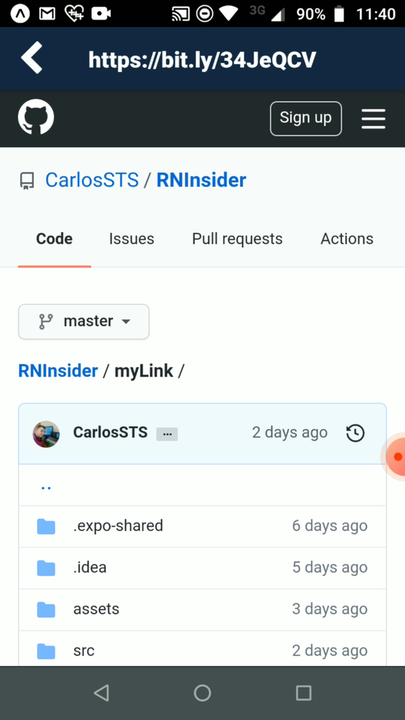 3G 90% 11:40
https://bit.ly/34JeQCV
Sign up
CarlosSTS / RNInsider
Code Issues Pull requests Actions
master
RNInsider / myLink /
CarlosSTS ... 2 days ago
..
.expo-shared 6 days ago
.idea 5 days ago
assets 3 days ago
src 2 days ago